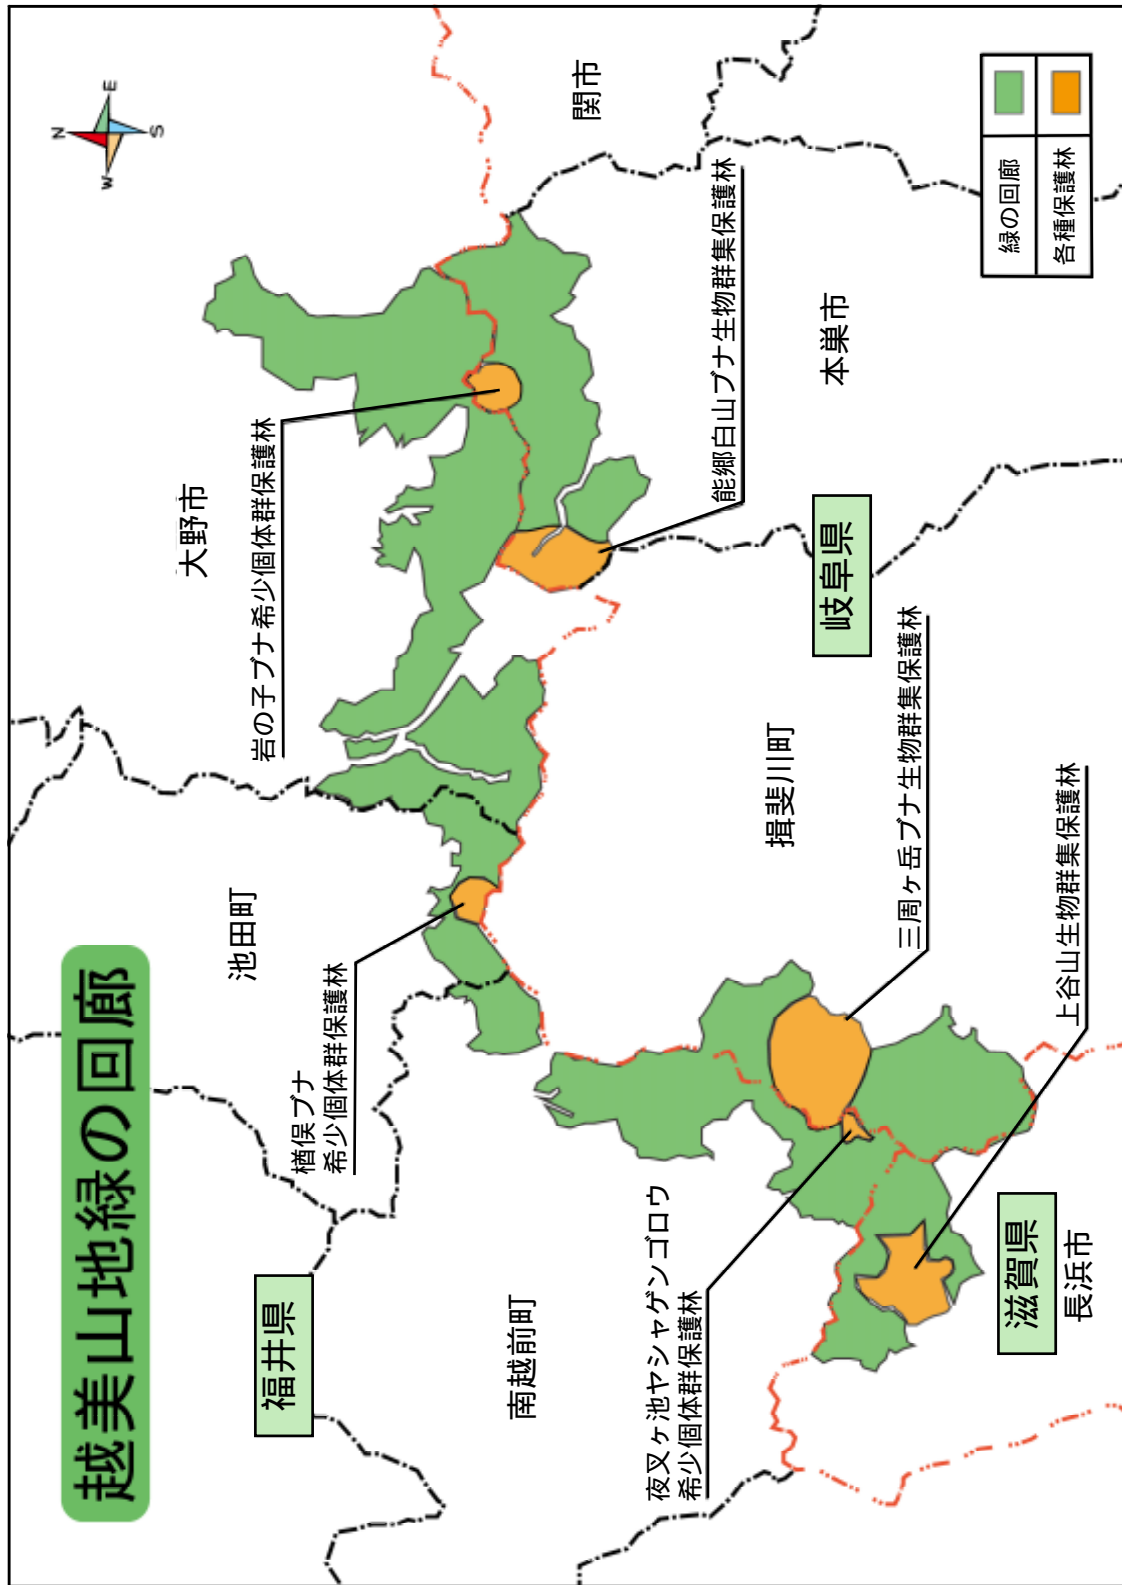 越美山地緑の回廊
N
E
S
W
福井県
池田町
大野市
関市
楢俣ブナ
希少個体群保護林
岩の子ブナ希少個体群保護林
南越前町
夜叉ヶ池ヤシャゲンゴロウ
希少個体群保護林
揖斐川町
能郷白山ブナ生物群集保護林
本巣市
岐阜県
三周ヶ岳ブナ生物群集保護林
上谷山生物群集保護林
滋賀県
長浜市
緑の回廊
各種保護林